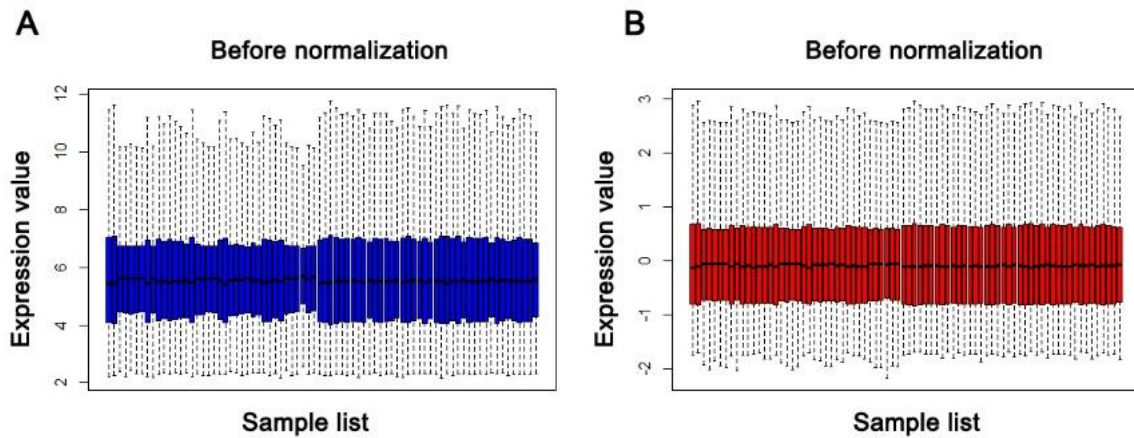 A
Before normalization
Expression value
12
10
8
6
4
2
Sample list
B
Before normalization
Expression value
3
2
1
0
-1
-2
Sample list